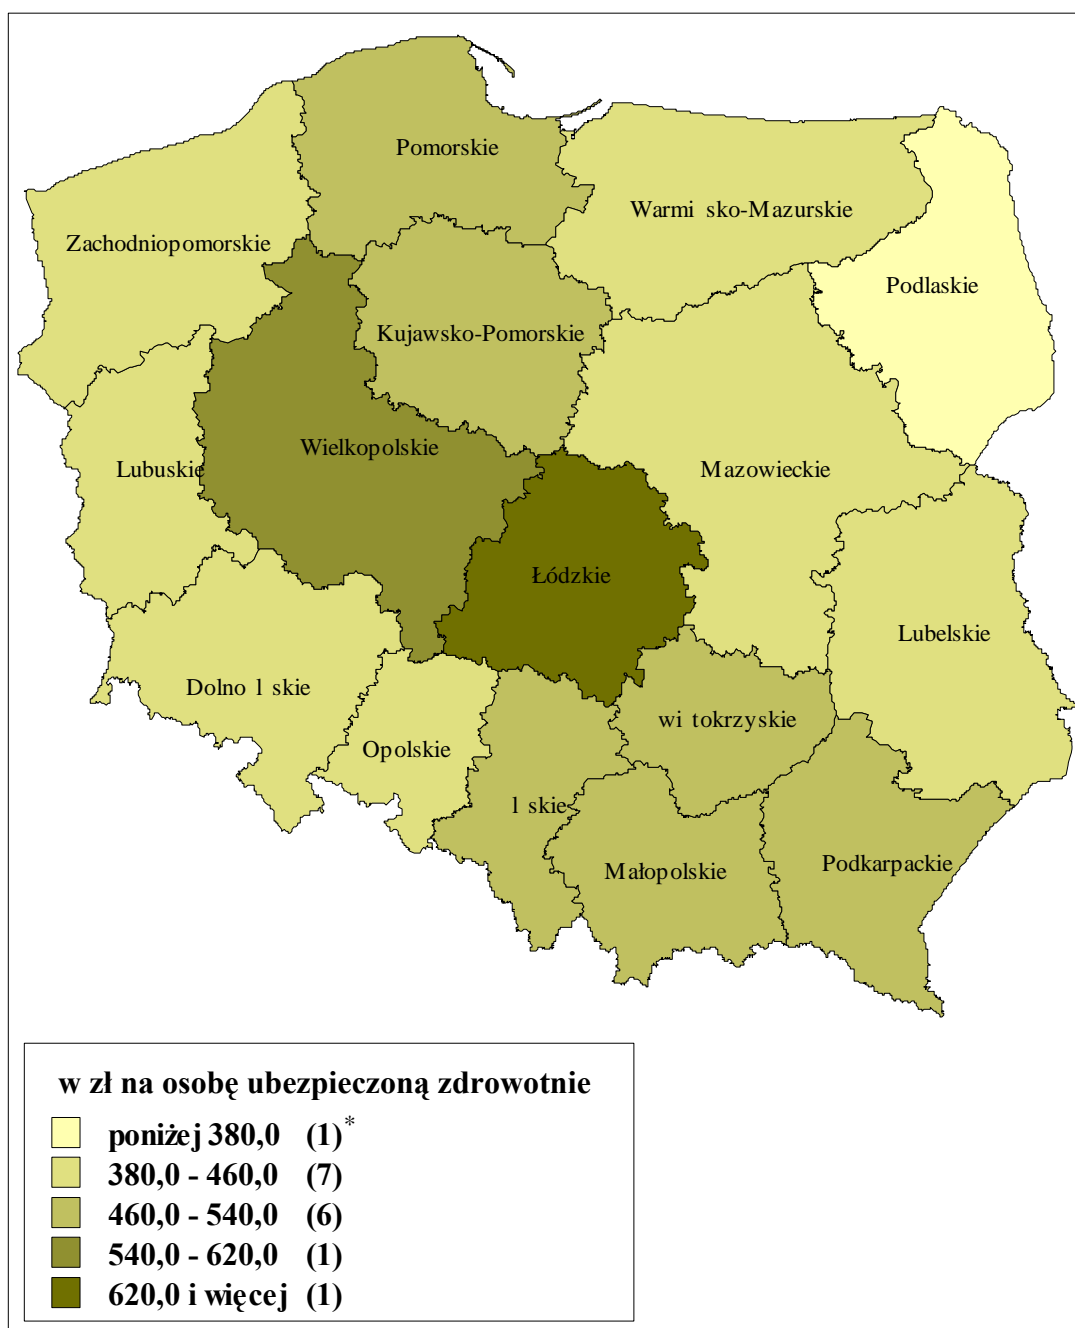 Pomorskie
Warmi sko-Mazurskie
Zachodniopomorskie
Podlaskie
Kujawsko-Pomorskie
Wielkopolskie
Lubuskie
Mazowieckie
Łódzkie
Lubelskie
Dolno l skie
wi tokrzyskie
Opolskie
l skie
Małopolskie
Podkarpackie
w zł na osobę ubezpieczoną zdrowotnie
poniżej 380,0 (1)*
380,0 - 460,0 (7)
460,0 - 540,0 (6)
540,0 - 620,0 (1)
620,0 i więcej (1)